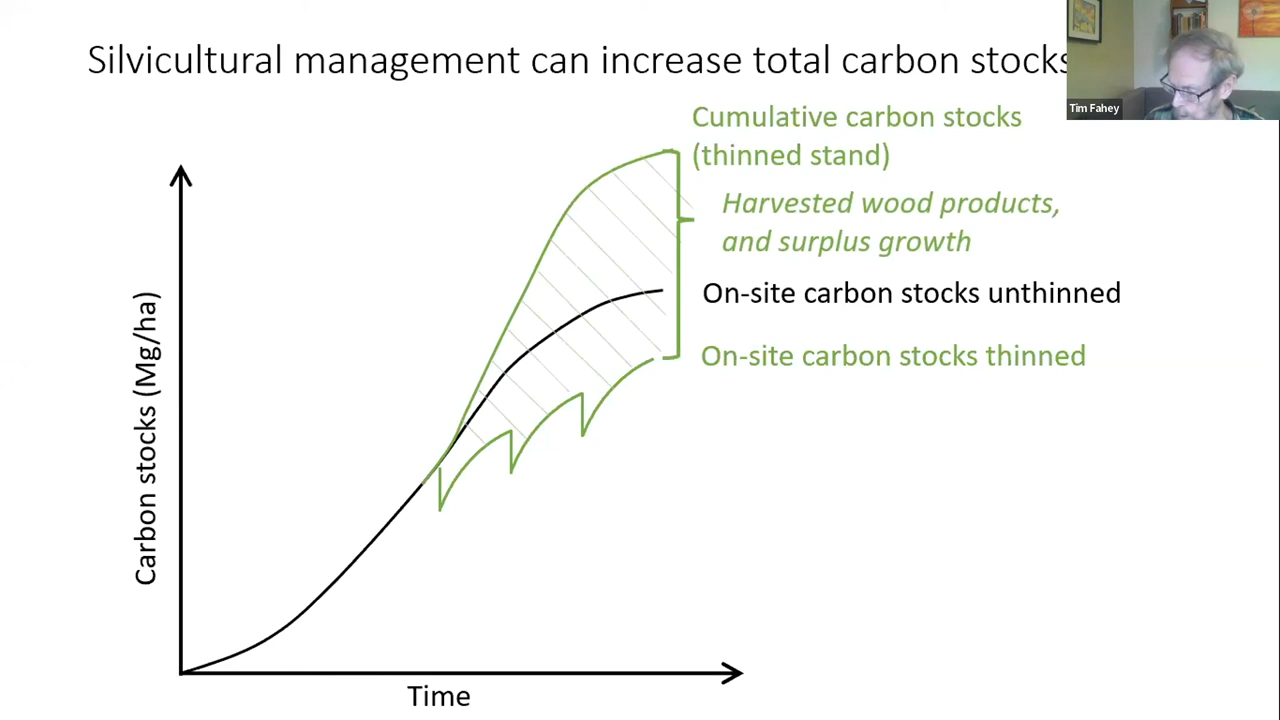 Silvicultural management can increase total carbon stocks
Tim Fahey
Cumulative carbon stocks
(thinned stand)
Harvested wood products,
and surplus growth
On-site carbon stocks unthinned
On-site carbon stocks thinned
Carbon stocks (Mg/ha)
Time